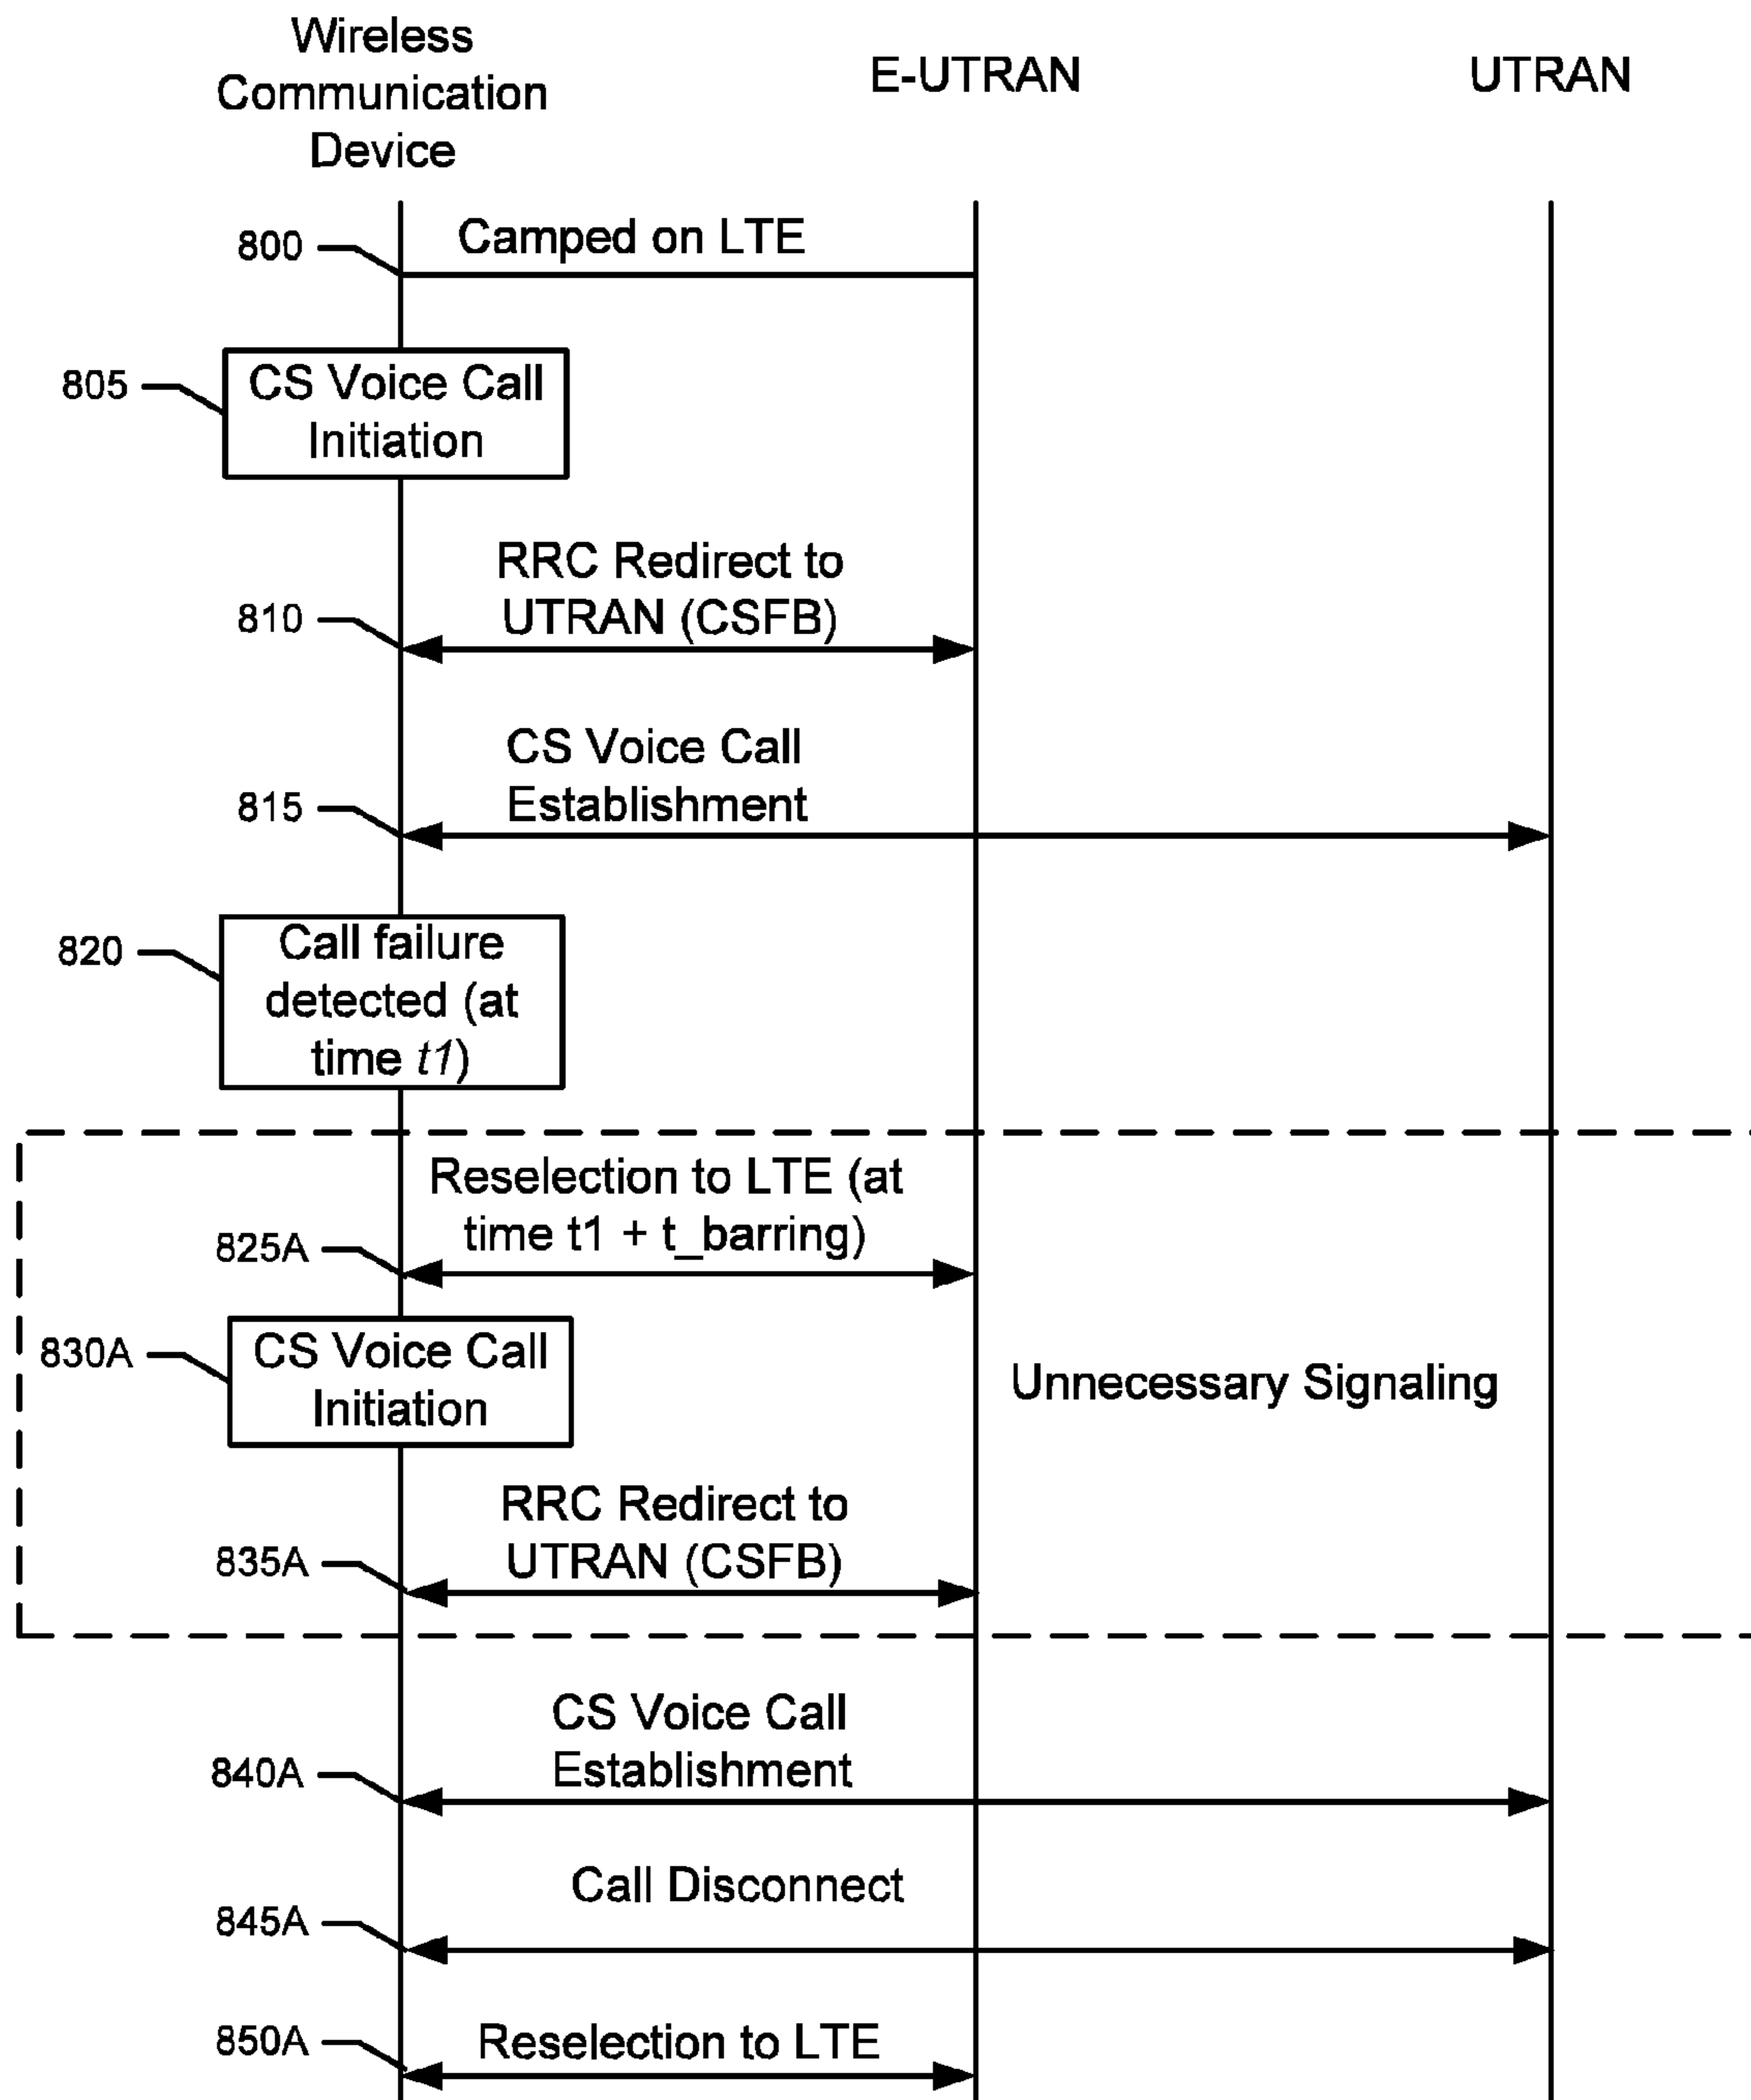 Wireless
Communication
Device
E-UTRAN
UTRAN
800
Camped on LTE
805
CS Voice Call
Initiation
RRC Redirect to
UTRAN (CSFB)
810
CS Voice Call
Establishment
815
820
Call failure
detected (at
time t1)
Reselection to LTE (at
time t1 + t_barring)
825A
830A
CS Voice Call
Initiation
Unnecessary Signaling
RRC Redirect to
UTRAN (CSFB)
835A
CS Voice Call
Establishment
840A
Call Disconnect
845A
850A
Reselection to LTE